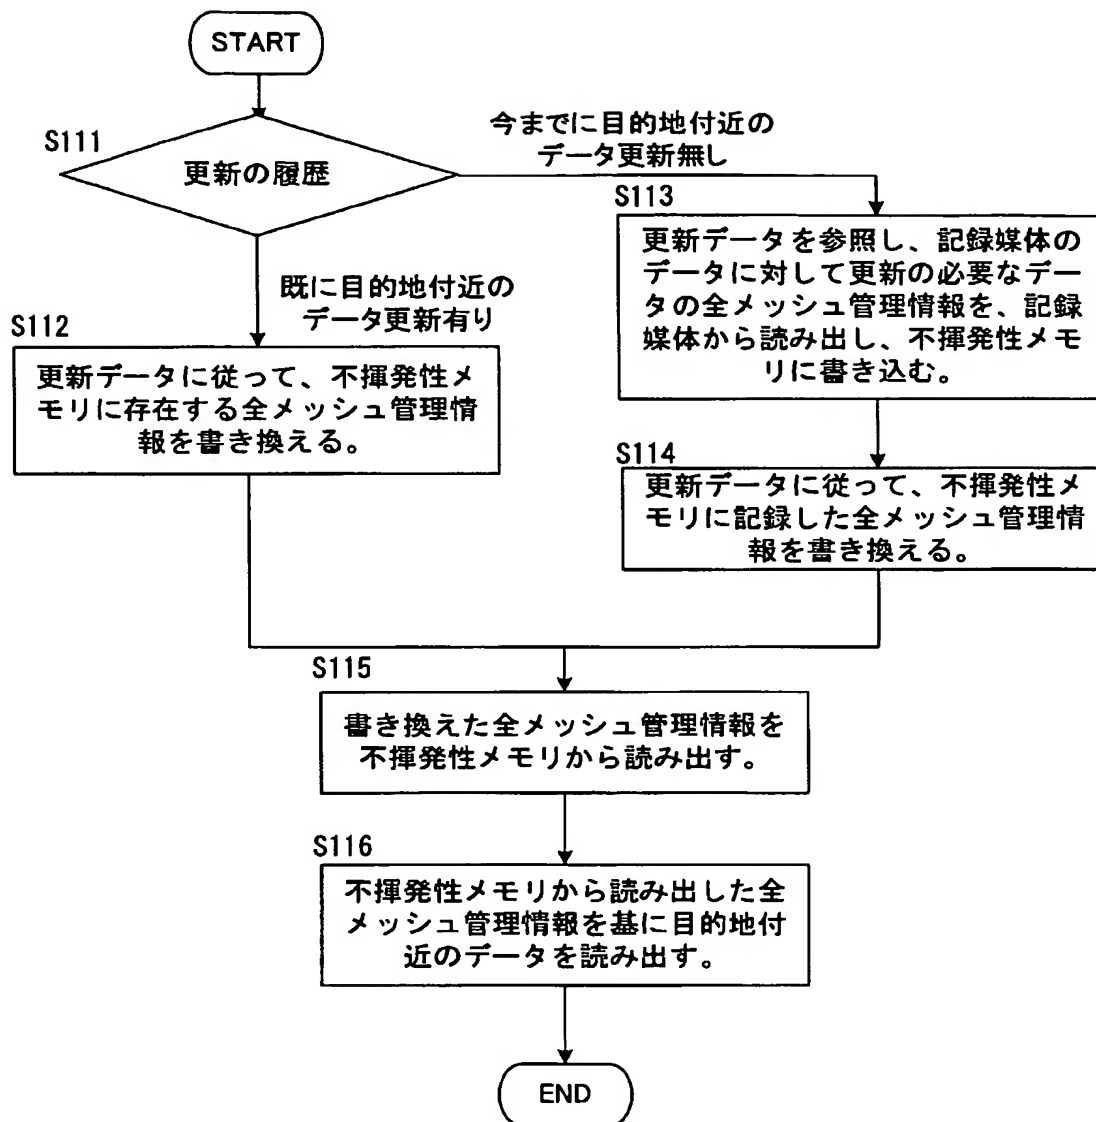 START
S111
更新の履歴
今までに目的地付近の
データ更新無し
S113
更新データを参照し、記録媒体の
データに対して更新の必要なデー
タの全メッシュ管理情報を、記録
媒体から読み出し、不揮発性メモ
リに書き込む。
既に目的地付近の
データ更新有り
S112
更新データに従って、不揮発性メ
モリに存在する全メッシュ管理情
報を書き換える。
S114
更新データに従って、不揮発性メ
モリに記録した全メッシュ管理情
報を書き換える。
S115
書き換えた全メッシュ管理情報を
不揮発性メモリから読み出す。
S116
不揮発性メモリから読み出した全
メッシュ管理情報を基に目的地付
近のデータを読み出す。
END